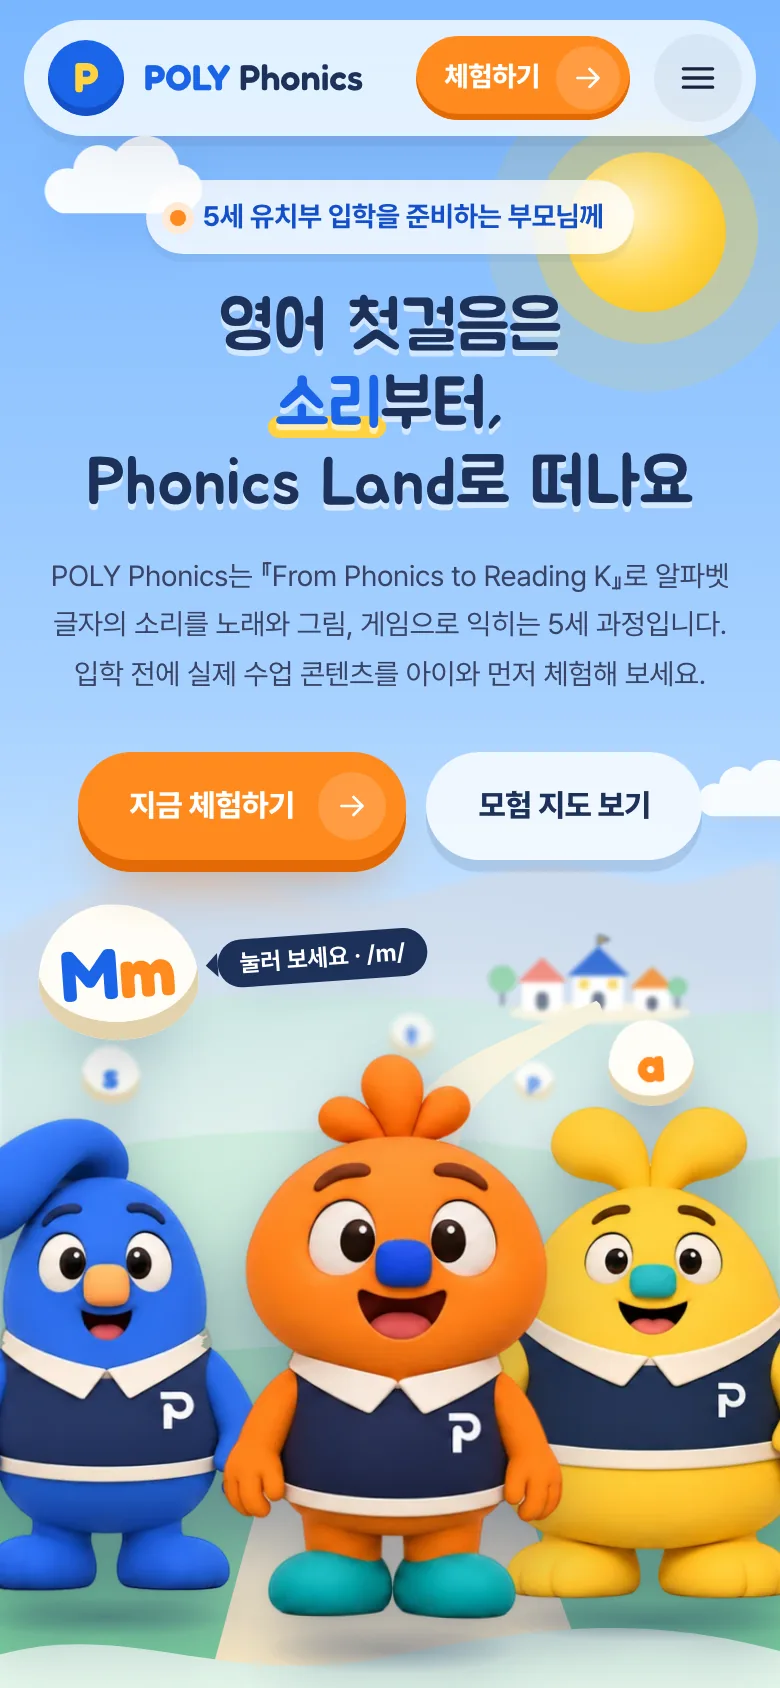 P
POLY Phonics
체험하기
5세 유치부 입학을 준비하는 부모님께
영어 첫걸음은
소리부터,
Phonics Land로 떠나요
POLY Phonics는 『From Phonics to Reading K』로 알파벳
글자의 소리를 노래와 그림, 게임으로 익히는 5세 과정입니다.
입학 전에 실제 수업 콘텐츠를 아이와 먼저 체험해 보세요.
지금 체험하기
모험 지도 보기
Mm
눌러 보세요 · /m/
s
t
p
a
P
P
P